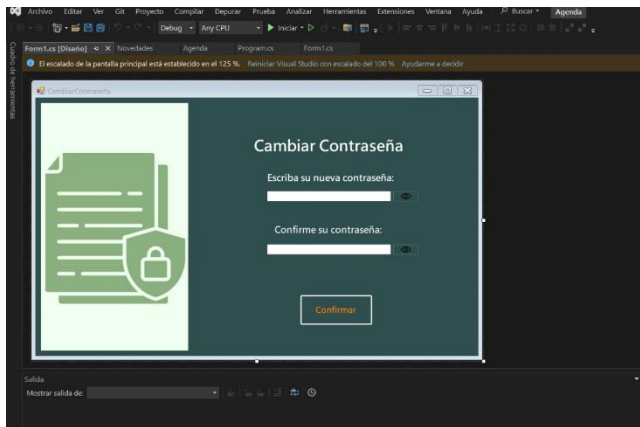 Archivo Editar Ver Git Proyecto Compilar Depurar Prueba Analizar Herramientas Extensiones Ventana Ayuda Buscar Agenda
Debug Any CPU Iniciar
Form1.cs [Diseño] Novedades Agenda Program.cs Form1.cs
El escalado de la pantalla principal está establecido en el 125 %. Reiniciar Visual Studio con escalado del 100 % Ayudarme a decidir
Cuadro de herramientas
CambiarContraseña
Cambiar Contraseña
Escriba su nueva contraseña:
Confirme su contraseña:
Confirmar
Salida
Mostrar salida de: